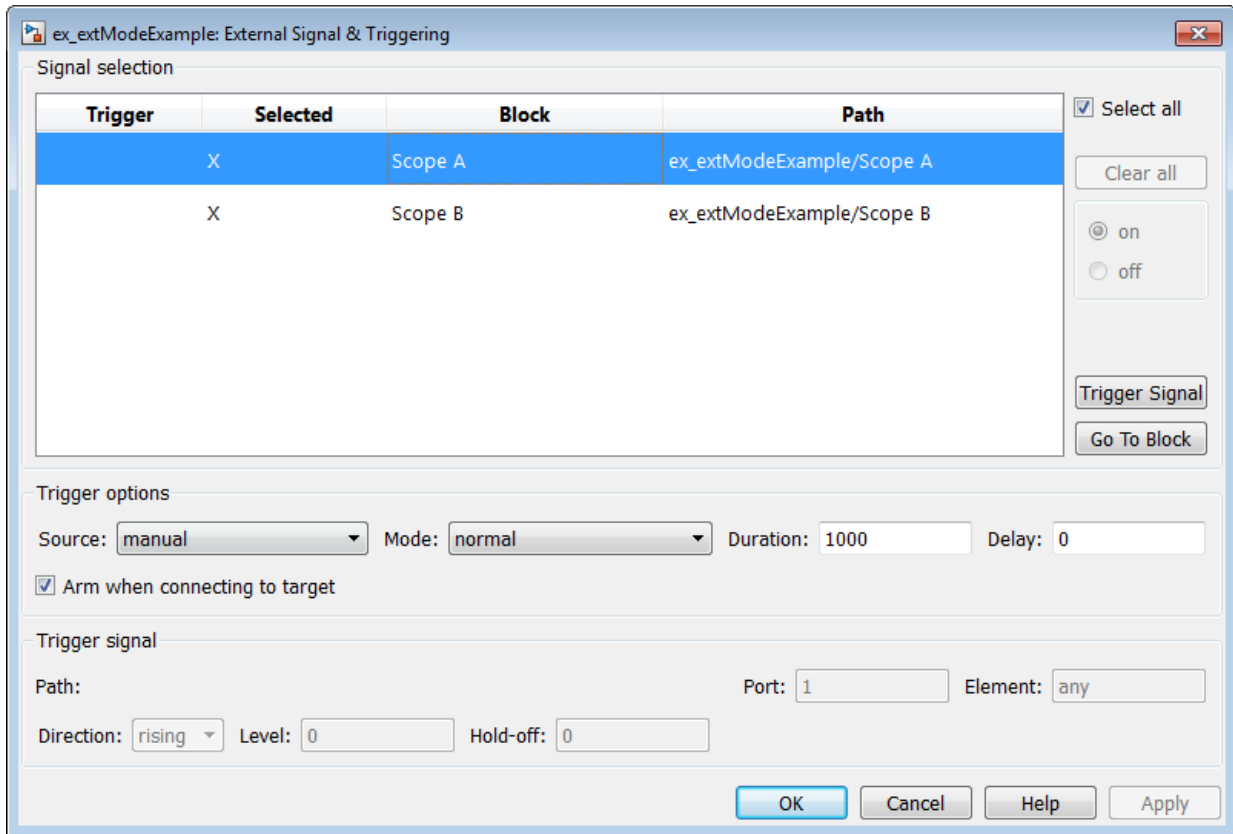 ex_extModeExample: External Signal & Triggering
Signal selection
Trigger Selected Block Path
Select all
X Scope A ex_extModeExample/Scope A
Clear all
X Scope B ex_extModeExample/Scope B
on
off
Trigger Signal
Go To Block
Trigger options
Source: manual Mode: normal Duration: 1000 Delay: 0
Arm when connecting to target
Trigger signal
Path: Port: 1 Element: any
Direction: rising Level: 0 Hold-off: 0
OK Cancel Help Apply